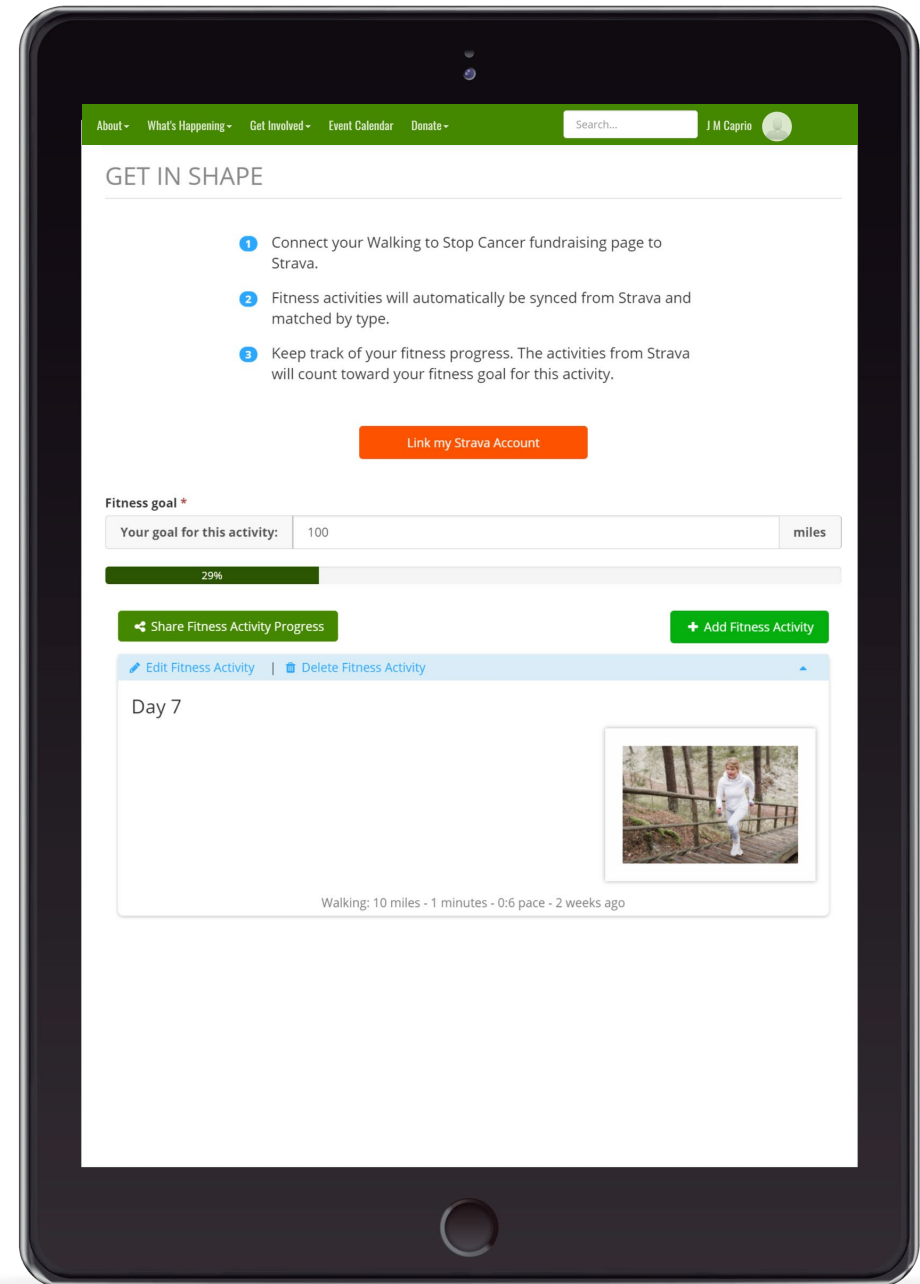 About What's Happening Get Involved Event Calendar Donate Search... J M Caprio
GET IN SHAPE
1 Connect your Walking to Stop Cancer fundraising page to
Strava.
2 Fitness activities will automatically be synced from Strava and
matched by type.
3 Keep track of your fitness progress. The activities from Strava
will count toward your fitness goal for this activity.
Link my Strava Account
Fitness goal *
Your goal for this activity: 100 miles
29%
Share Fitness Activity Progress + Add Fitness Activity
Edit Fitness Activity | Delete Fitness Activity
Day 7
Walking: 10 miles - 1 minutes - 0:6 pace - 2 weeks ago